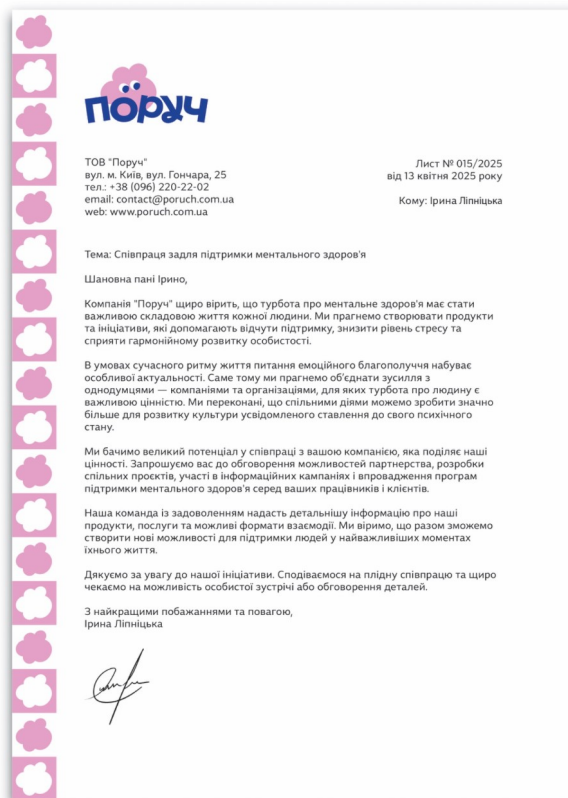 поруч
ТОВ "Поруч"
вул. м. Київ, вул. Гончара, 25
тел.: +38 (096) 220-22-02
email: contact@poruch.com.ua
web: www.poruch.com.ua
Лист № 015/2025
від 13 квітня 2025 року
Кому: Ірина Ліпніцька
Тема: Співпраця задля підтримки ментального здоров'я
Шановна пані Ірино,
Компанія "Поруч" щиро вірить, що турбота про ментальне здоров'я має стати
важливою складовою життя кожної людини. Ми прагнемо створювати продукти
та ініціативи, які допомагають відчути підтримку, знизити рівень стресу та
сприяти гармонійному розвитку особистості.
В умовах сучасного ритму життя питання емоційного благополуччя набуває
особливої актуальності. Саме тому ми прагнемо об'єднати зусилля з
однодумцями — компаніями та організаціями, для яких турбота про людину є
важливою цінністю. Ми переконані, що спільними діями можемо зробити значно
більше для розвитку культури усвідомленого ставлення до свого психічного
стану.
Ми бачимо великий потенціал у співпраці з вашою компанією, яка поділяє наші
цінності. Запрошуємо вас до обговорення можливостей партнерства, розробки
спільних проєктів, участі в інформаційних кампаніях і впровадження програм
підтримки ментального здоров'я серед ваших працівників і клієнтів.
Наша команда із задоволенням надасть детальнішу інформацію про наші
продукти, послуги та можливі формати взаємодії. Ми віримо, що разом зможемо
створити нові можливості для підтримки людей у найважливіших моментах
їхнього життя.
Дякуємо за увагу до нашої ініціативи. Сподіваємося на плідну співпрацю та щиро
чекаємо на можливість особистої зустрічі або обговорення деталей.
З найкращими побажаннями та повагою,
Ірина Ліпніцька